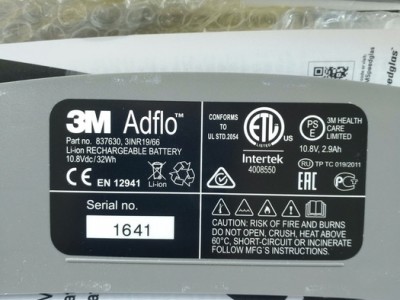 3M Adflo™
Part no. 837630, 3INR19/66
Li-ion RECHARGEABLE BATTERY
10.8Vdc/32Wh
CE EN 12941 Li-ion
Serial no.
1641
CONFORMS
TO
UL STD.2054
ETL
LISTED
Intertek
4008550
PS
E
3M HEALTH
CARE
LIMITED
10.8V, 2.9Ah
TP TC 019/2011
EAC
CAUTION: RISK OF FIRE AND BURNS
DO NOT OPEN, CRUSH, HEAT ABOVE
60°C, SHORT-CIRCUIT OR INCINERATE
FOLLOW MFG´S INSTRUCTIONS.